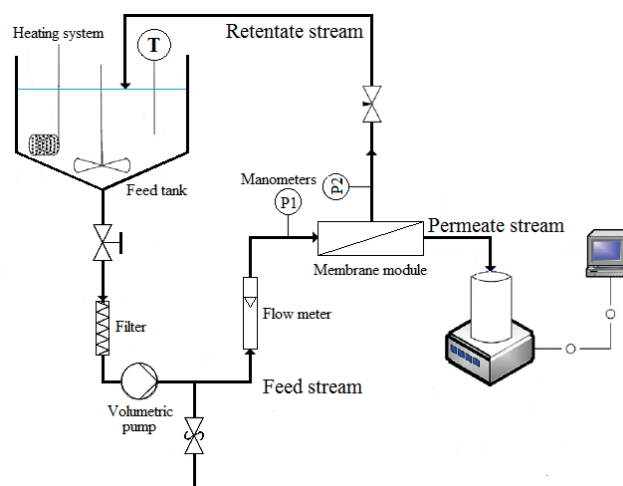 Heating system
T
Retentate stream
Feed tank
Manometers
P1
P2
Permeate stream
Membrane module
Filter
Flow meter
Volumetric
pump
Feed stream